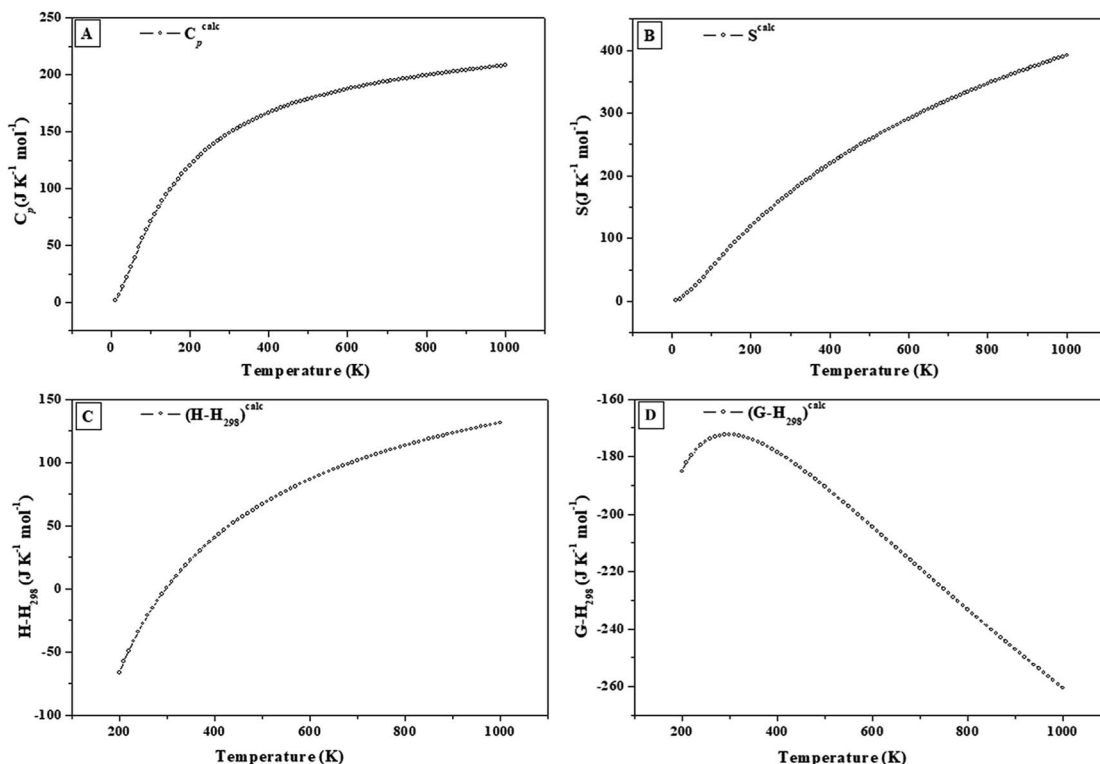 A
C_p^calc
C_p (J K^-1 mol^-1)
250
200
150
100
50
0
0 200 400 600 800 1000
Temperature (K)
B
S^calc
S(J K^-1 mol^-1)
400
300
200
100
0
0 200 400 600 800 1000
Temperature (K)
C
(H-H_298)^calc
H-H_298 (J K^-1 mol^-1)
150
100
50
0
-50
-100
200 400 600 800 1000
Temperature (K)
D
(G-H_298)^calc
G-H_298 (J K^-1 mol^-1)
-160
-180
-200
-220
-240
-260
200 400 600 800 1000
Temperature (K)